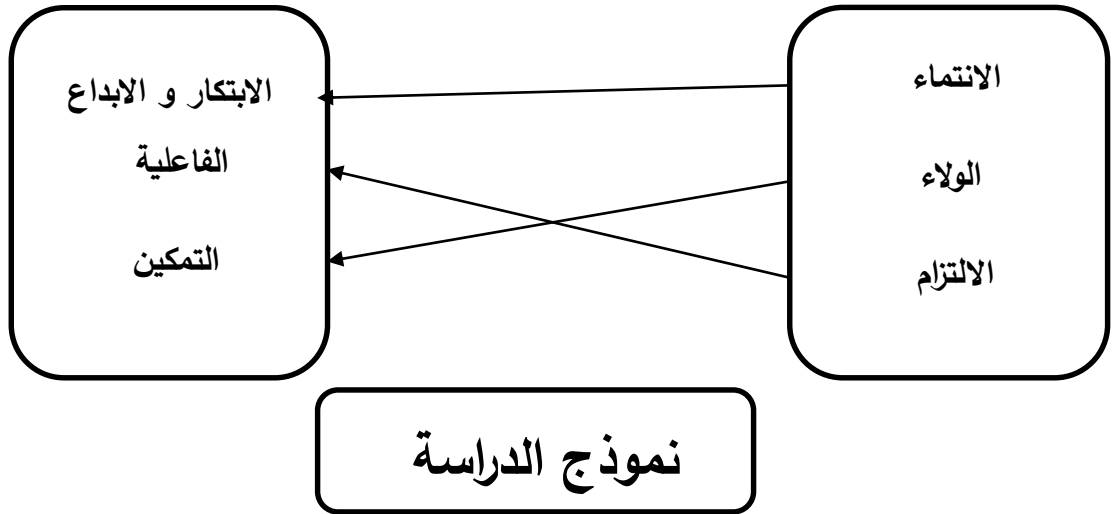 الانتماء
الولاء
الالتزام
الابتكار و الابداع
الفاعلية
التمكين
نموذج الدراسة